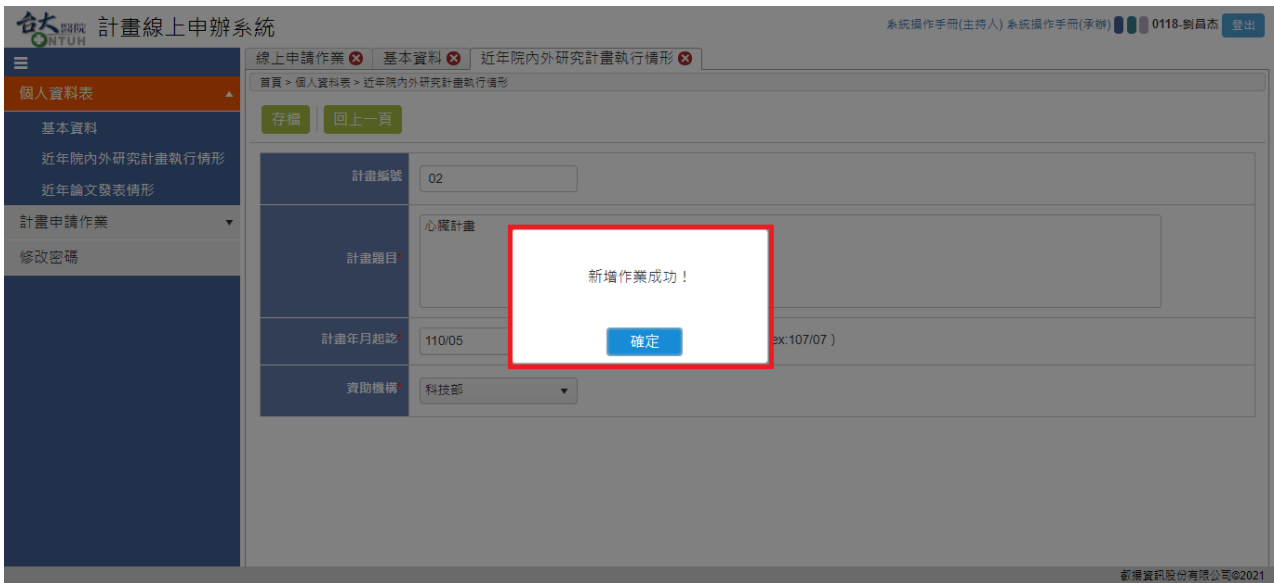 台大醫院 NTUH 計畫線上申辦系統
系統操作手冊(主持人) 系統操作手冊(承辦) 0118-劉昌杰 登出
線上申請作業 基本資料 近年院內外研究計畫執行情形
首頁 > 個人資料表 > 近年院內外研究計畫執行情形
個人資料表
基本資料
近年院內外研究計畫執行情形
近年論文發表情形
計畫申請作業
修改密碼
存檔 回上一頁
計畫編號 02
計畫題目* 心臟計畫
計畫年月起訖* 110/05 ex:107/07 )
資助機構* 科技部
新增作業成功！
確定
叡揚資訊股份有限公司©2021